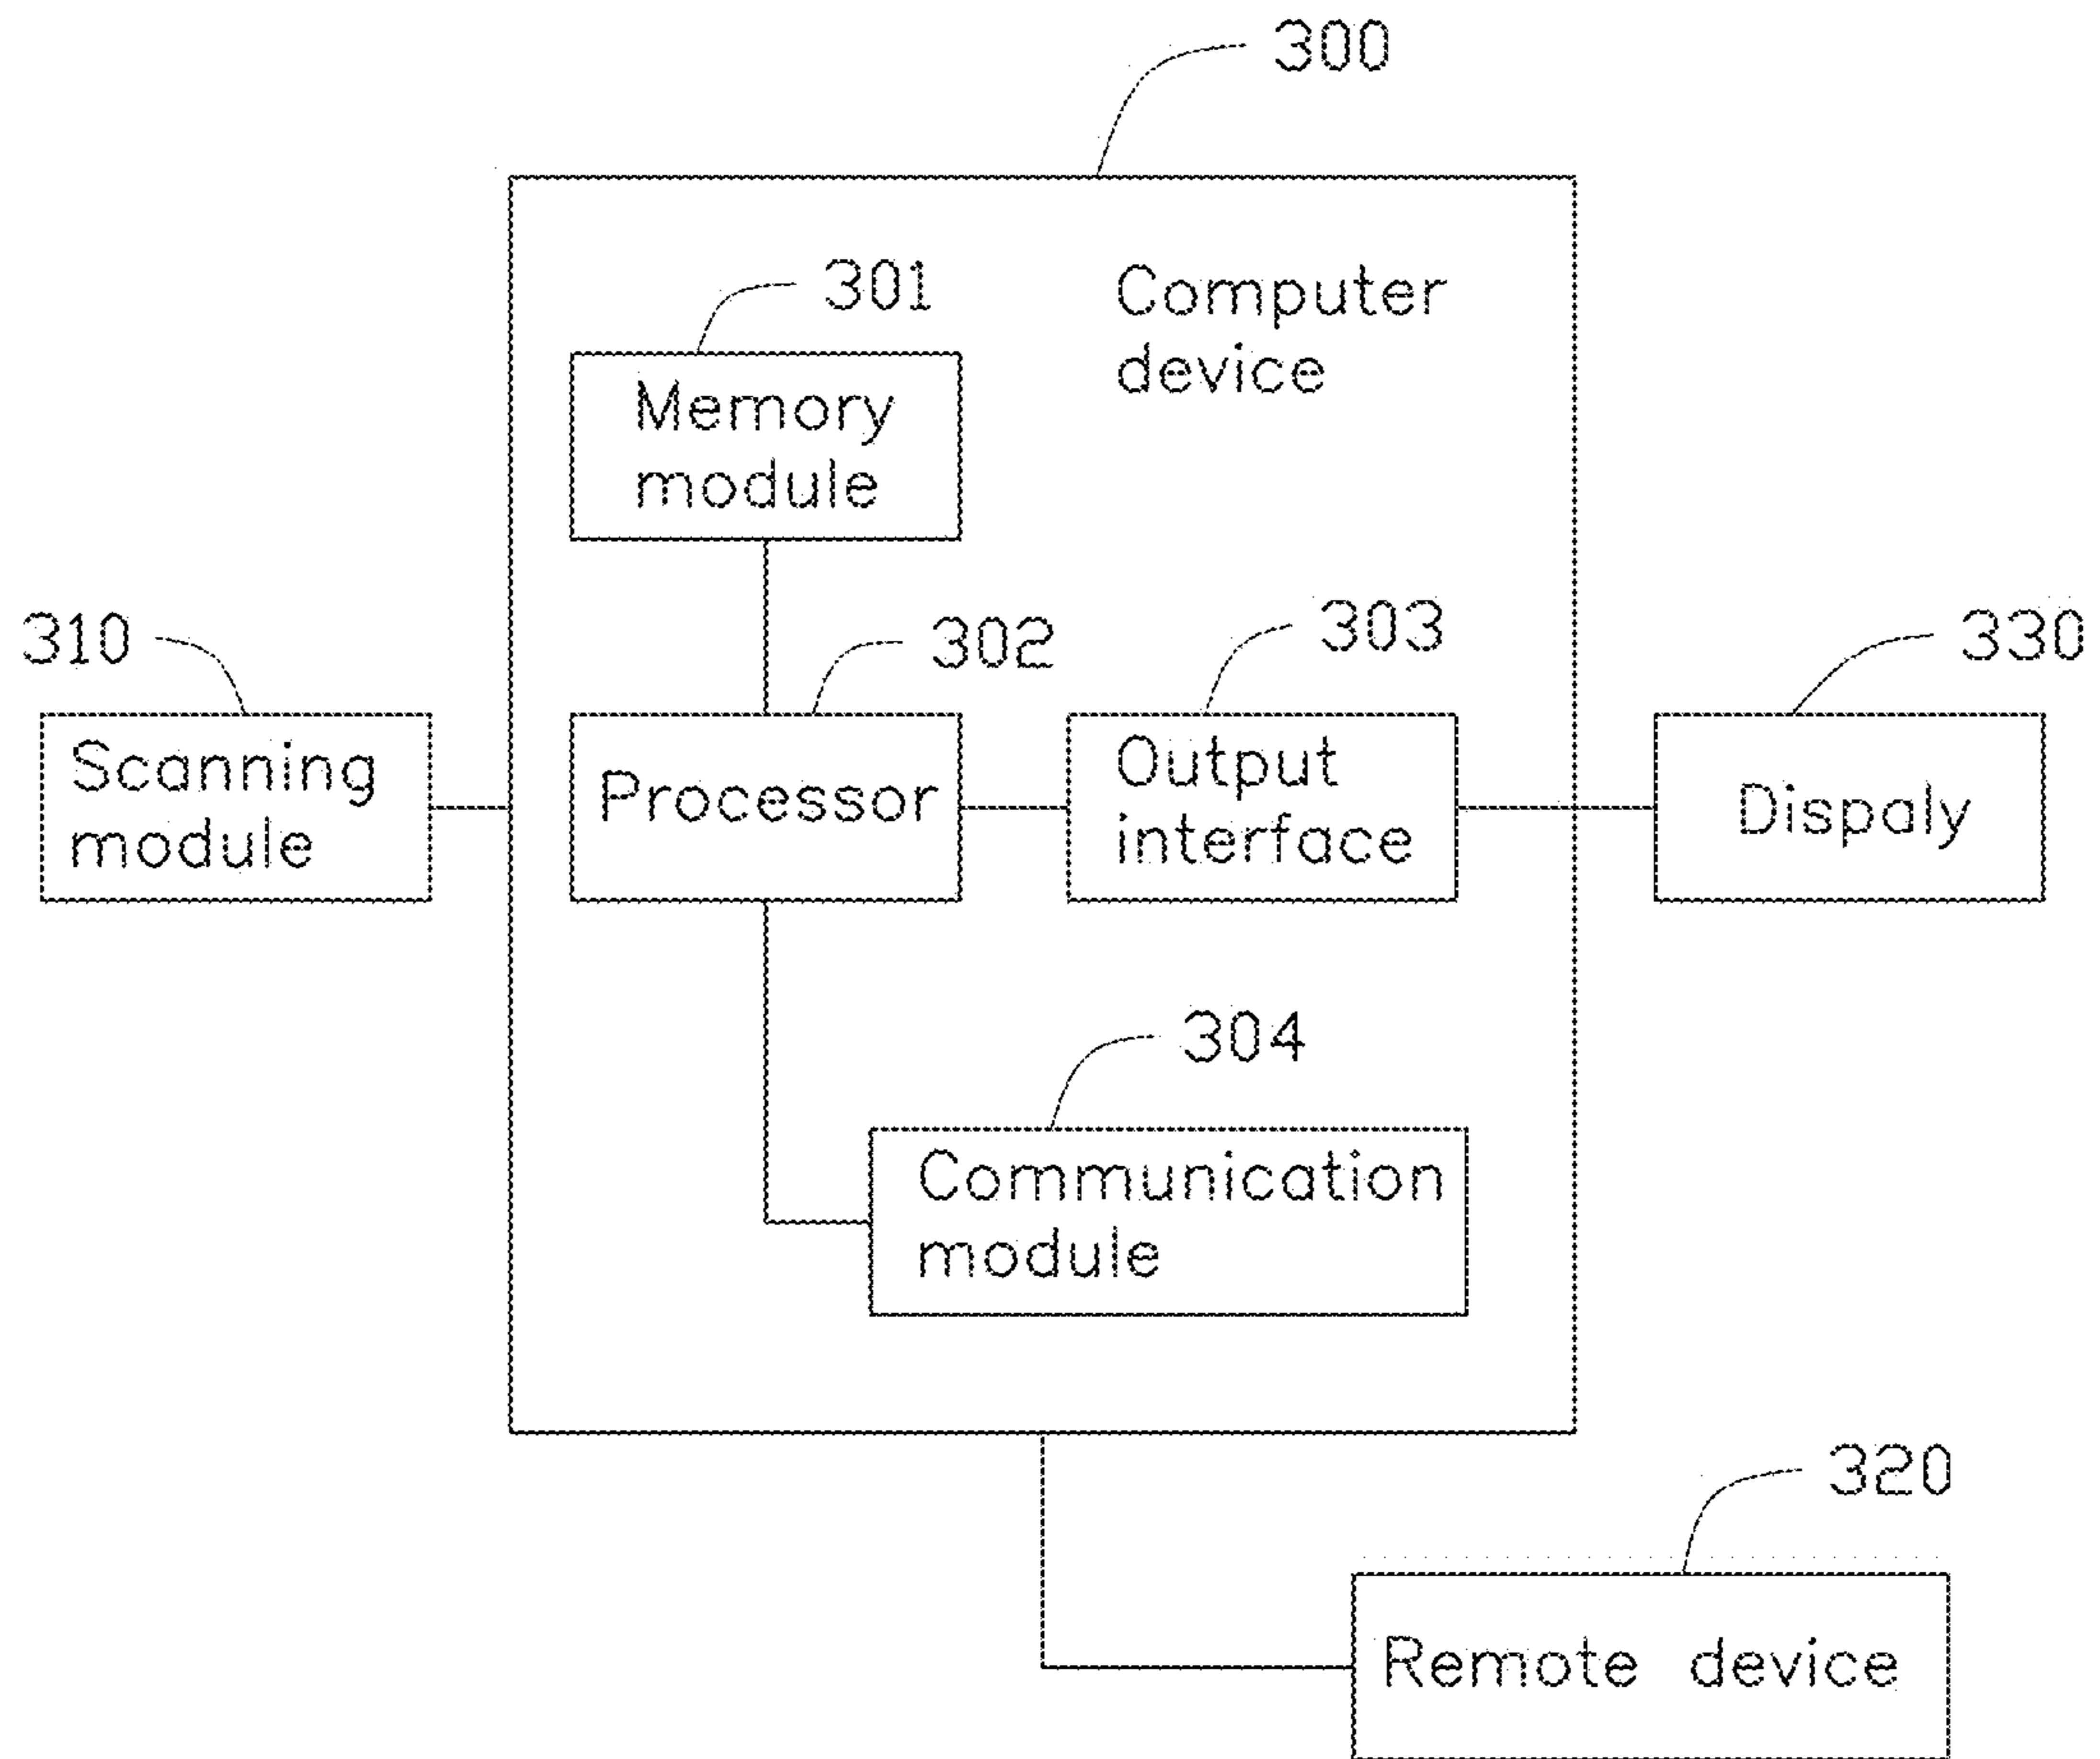 300
301
Computer
device
Memory
module
310
302
303
330
Scanning
module
Processor
Output
interface
Dispaly
304
Communication
module
320
Remote device